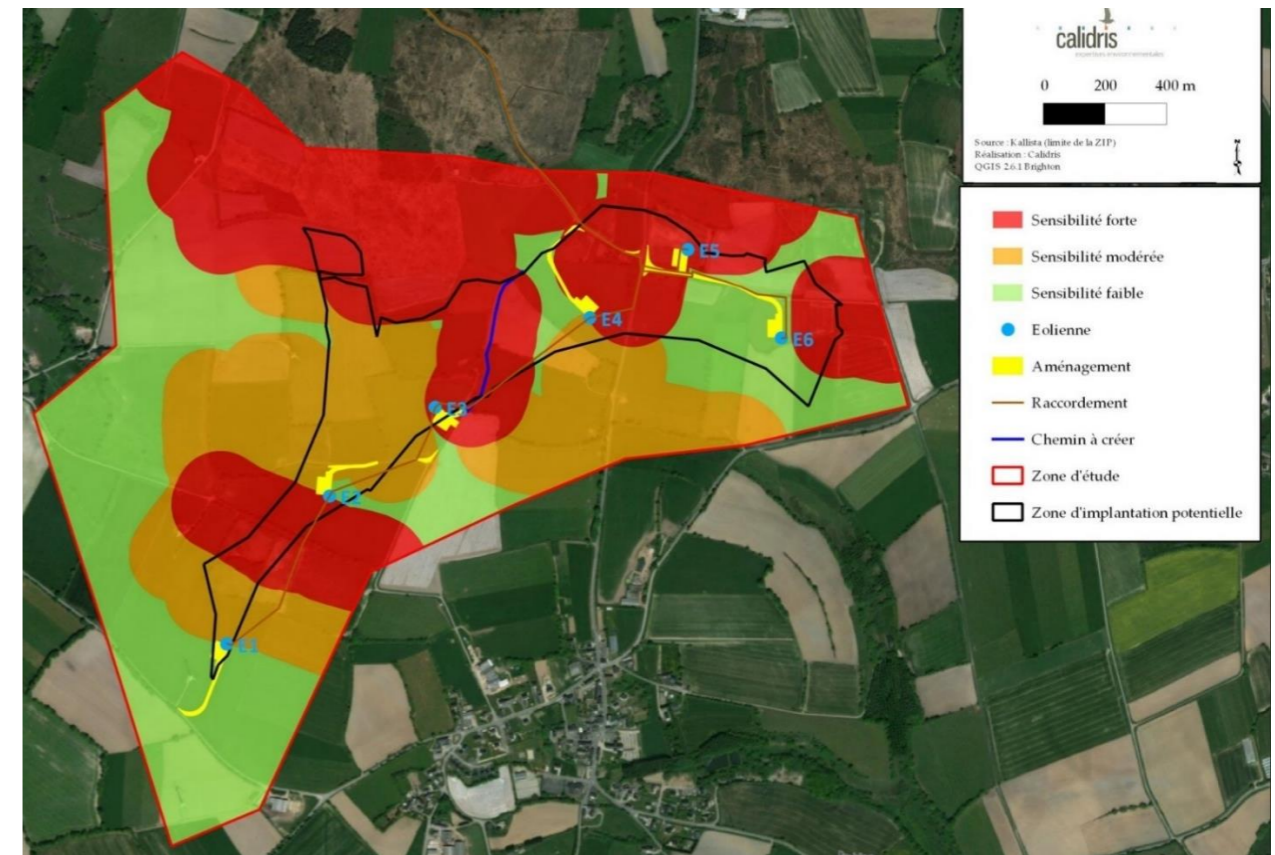 calidris
expertises environnementales
0 200 400 m
Source : Kallista (limite de la ZIP)
Réalisation : Calidris
QGIS 2.6.1 Brighton
N
Sensibilité forte
Sensibilité modérée
Sensibilité faible
Eolienne
Aménagement
Raccordement
Chemin à créer
Zone d'étude
Zone d'implantation potentielle
E5
E4
E6
E3
E2
E1